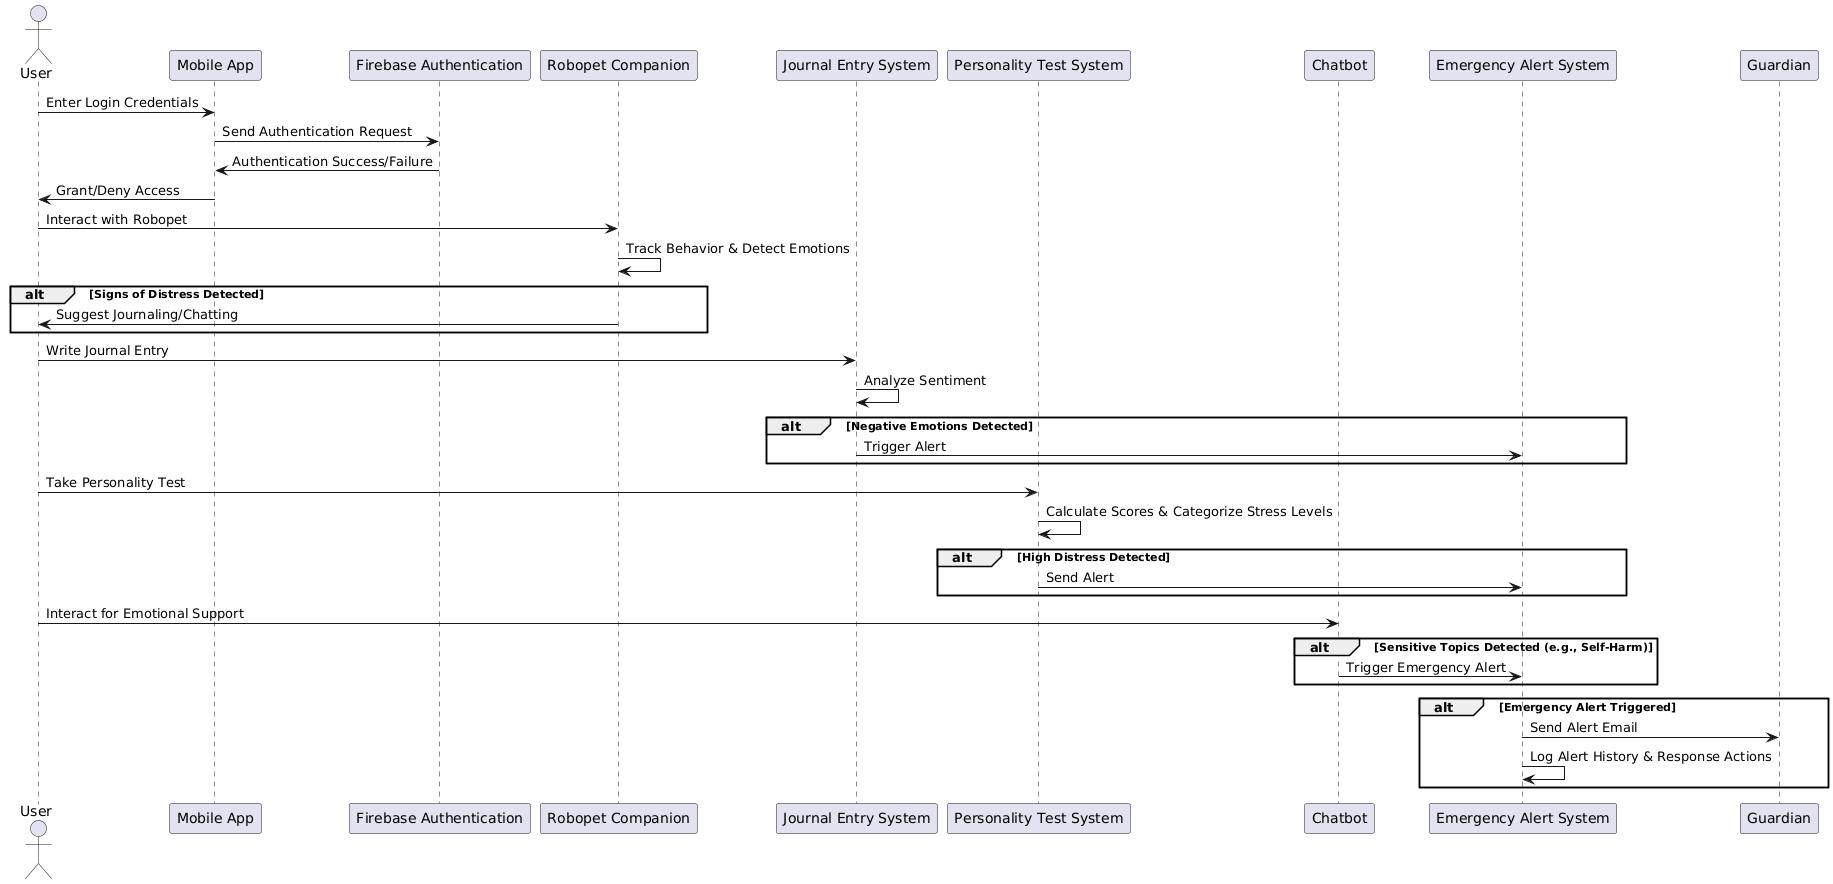 User
Mobile App
Firebase Authentication
Robopet Companion
Journal Entry System
Personality Test System
Chatbot
Emergency Alert System
Guardian
Enter Login Credentials
Send Authentication Request
Authentication Success/Failure
Grant/Deny Access
Interact with Robopet
Track Behavior & Detect Emotions
alt [Signs of Distress Detected]
Suggest Journaling/Chatting
Write Journal Entry
Analyze Sentiment
alt [Negative Emotions Detected]
Trigger Alert
Take Personality Test
Calculate Scores & Categorize Stress Levels
alt [High Distress Detected]
Send Alert
Interact for Emotional Support
alt [Sensitive Topics Detected (e.g., Self-Harm)]
Trigger Emergency Alert
alt [Emergency Alert Triggered]
Send Alert Email
Log Alert History & Response Actions
User
Mobile App
Firebase Authentication
Robopet Companion
Journal Entry System
Personality Test System
Chatbot
Emergency Alert System
Guardian